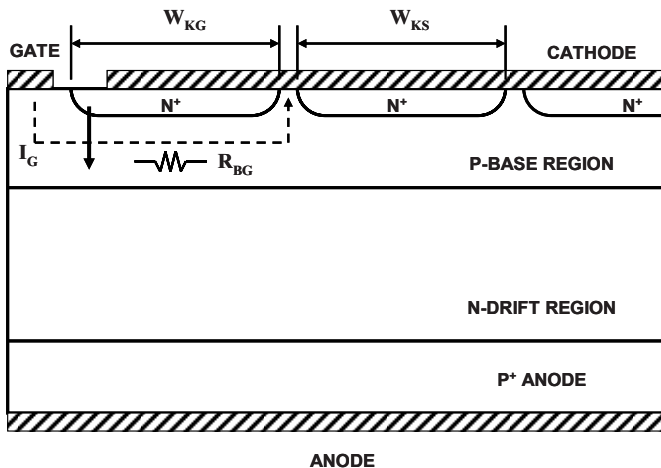 W_KG
W_KS
GATE
CATHODE
N⁺
N⁺
N⁺
I_G
R_BG
P-BASE REGION
N-DRIFT REGION
P⁺ ANODE
ANODE